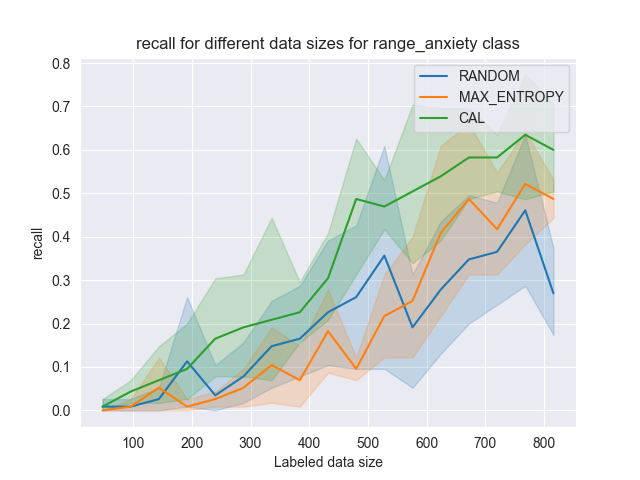 recall for different data sizes for range_anxiety class
RANDOM
MAX_ENTROPY
CAL
0.8
0.7
0.6
0.5
0.4
0.3
0.2
0.1
0.0
recall
100 200 300 400 500 600 700 800
Labeled data size